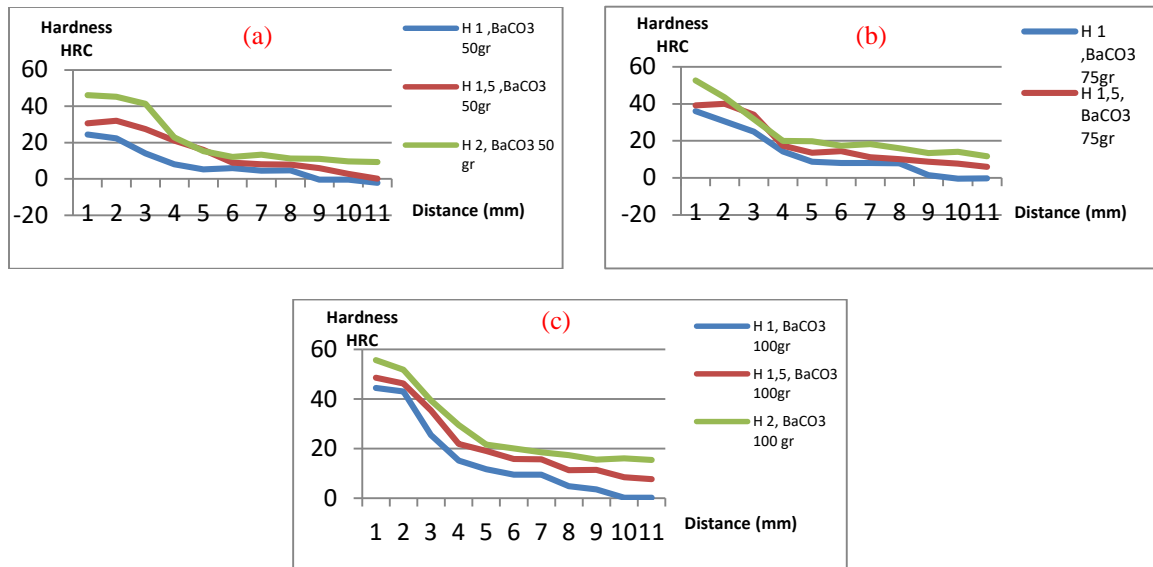 Hardness
HRC
(a)
H 1 ,BaCO3
50gr
H 1,5 ,BaCO3
50gr
H 2, BaCO3 50
gr
60
40
20
0
-20
1 2 3 4 5 6 7 8 9 10 11
Distance (mm)
Hardness
HRC
(b)
H 1
,BaCO3
75gr
H 1,5,
BaCO3
75gr
60
40
20
0
-20
1 2 3 4 5 6 7 8 9 10 11
Distance (mm)
Hardness
HRC
(c)
H 1, BaCO3
100gr
H 1,5, BaCO3
100gr
H 2, BaCO3
100 gr
60
40
20
0
1 2 3 4 5 6 7 8 9 10 11
Distance (mm)